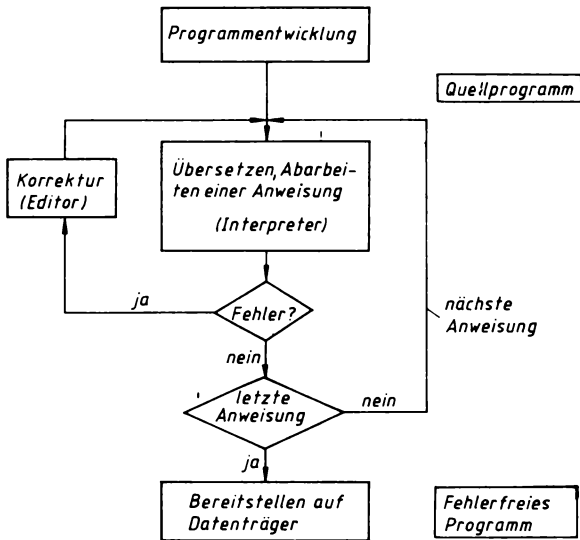 Programmentwicklung
Quellprogramm
Korrektur
(Editor)
Übersetzen, Abarbei-
ten einer Anweisung
(Interpreter)
ja
Fehler?
nächste
Anweisung
nein
letzte
Anweisung
nein
ja
Bereitstellen auf
Datenträger
Fehlerfreies
Programm